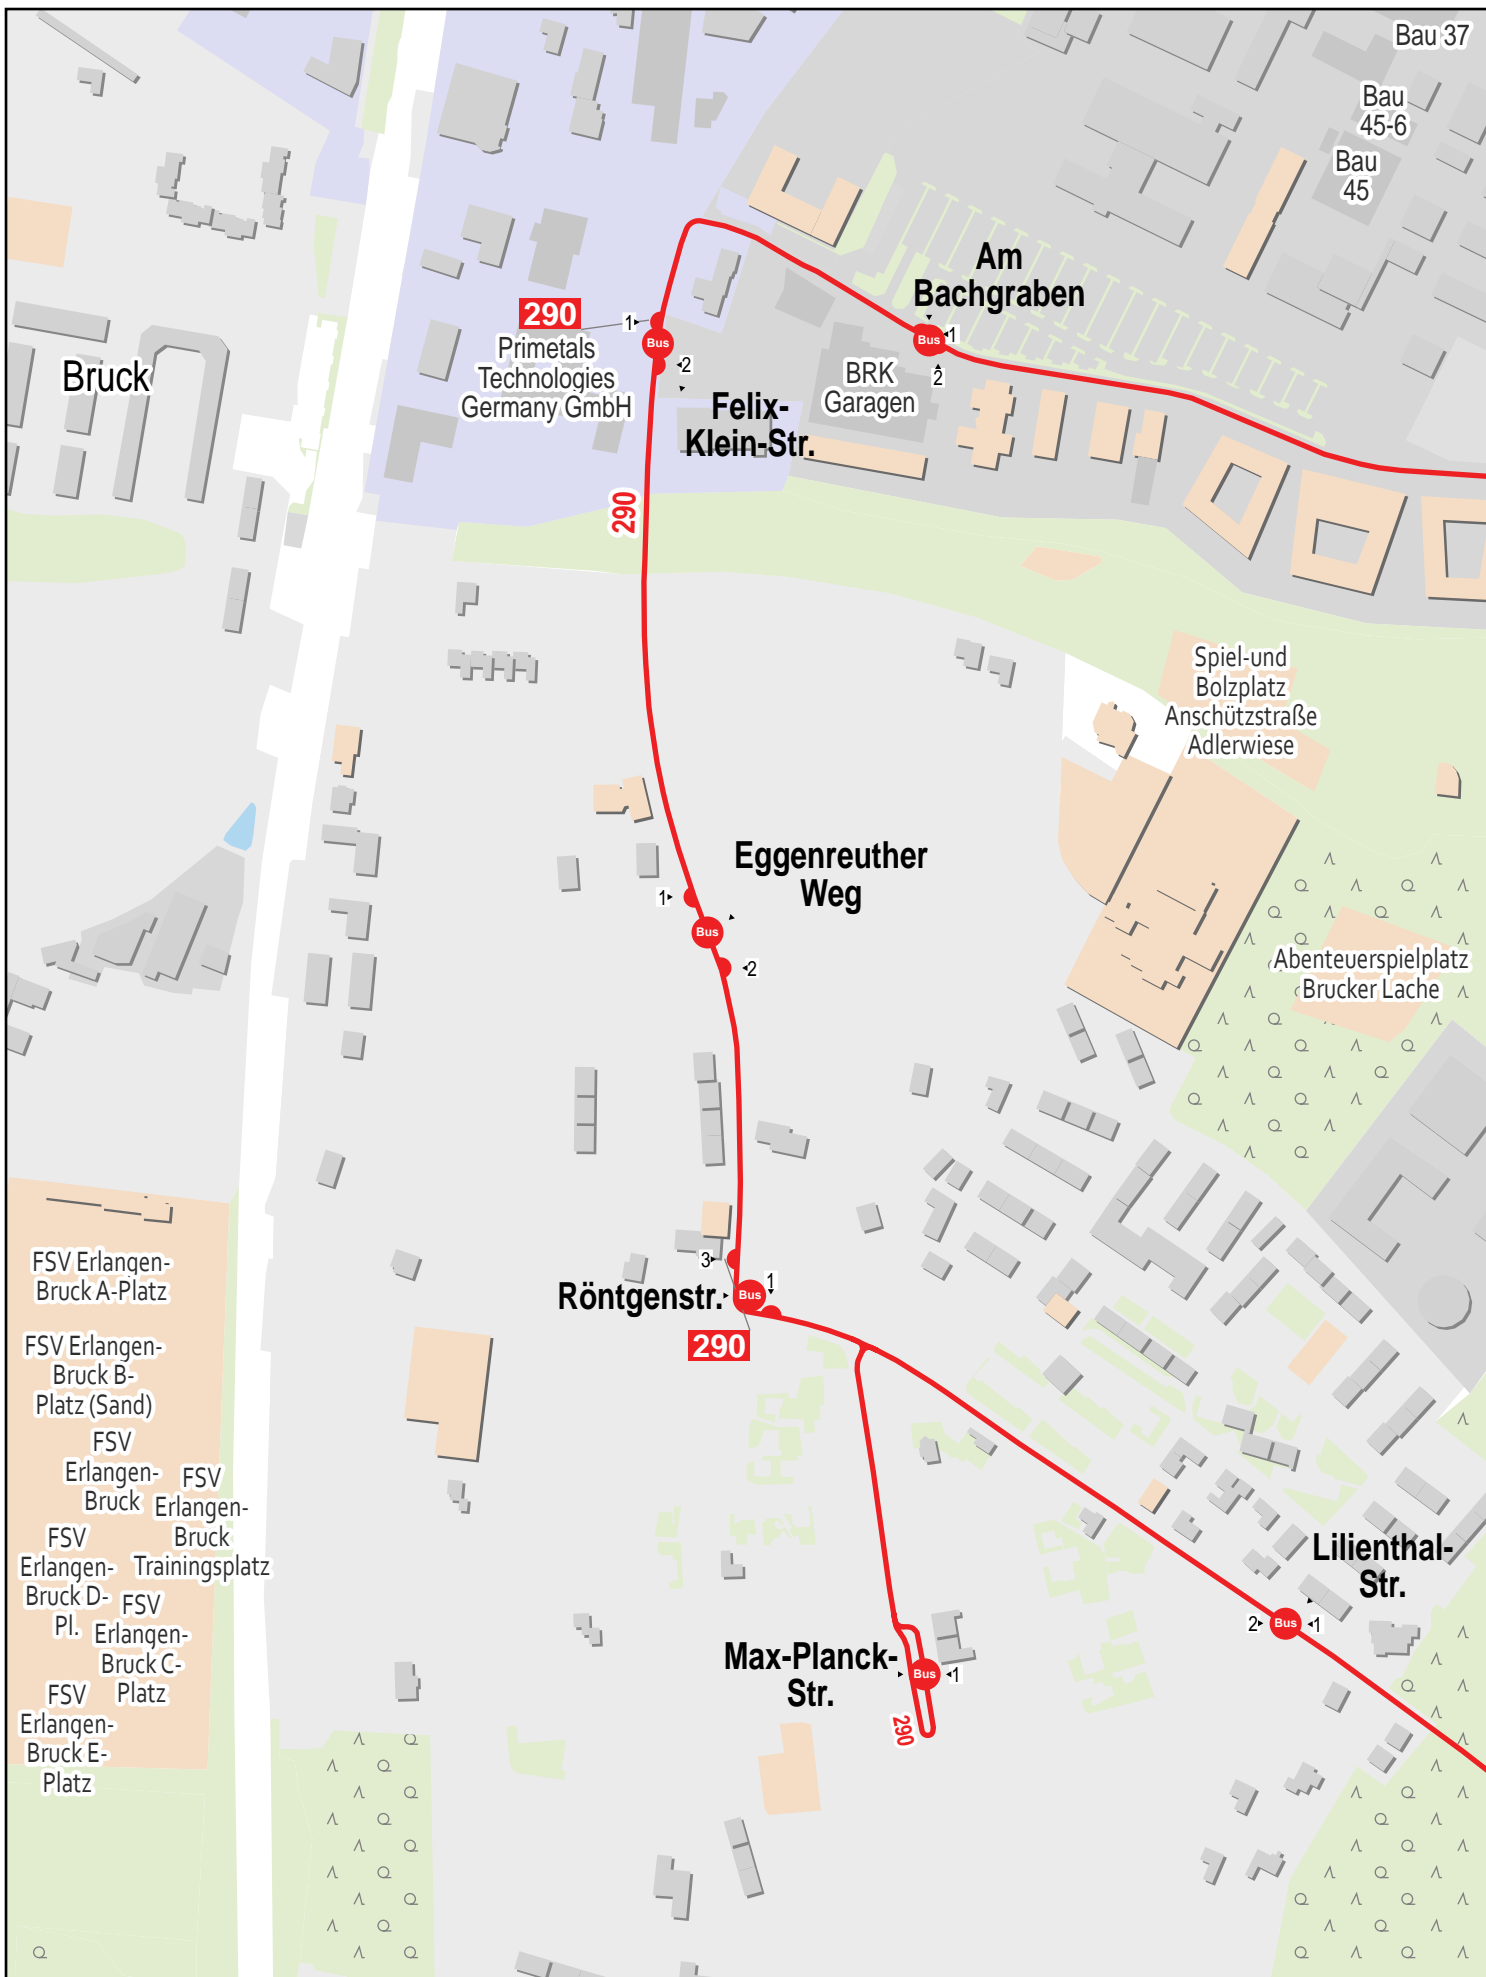 Bau 37
Bau
45-6
Bau
45
Am
Bachgraben
290
1
Bus
2
Primetals
Technologies
Germany GmbH
Bus
1
2
BRK
Garagen
Bruck
Felix-
Klein-Str.
290
Spiel-und
Bolzplatz
Anschützstraße
Adlerwiese
Eggenreuther
Weg
1
Bus
2
Abenteuerspielplatz
Brucker Lache
3
Röntgenstr.
Bus
1
290
FSV Erlangen-
Bruck A-Platz
FSV Erlangen-
Bruck B-
Platz (Sand)
FSV
Erlangen-
Bruck
FSV
Erlangen-
Bruck
Trainingsplatz
FSV
Erlangen-
Bruck D-
Pl.
FSV
Erlangen-
Bruck C-
Platz
FSV
Erlangen-
Bruck E-
Platz
Lilienthal-
Str.
2
Bus
1
Max-Planck-
Str.
Bus
1
290